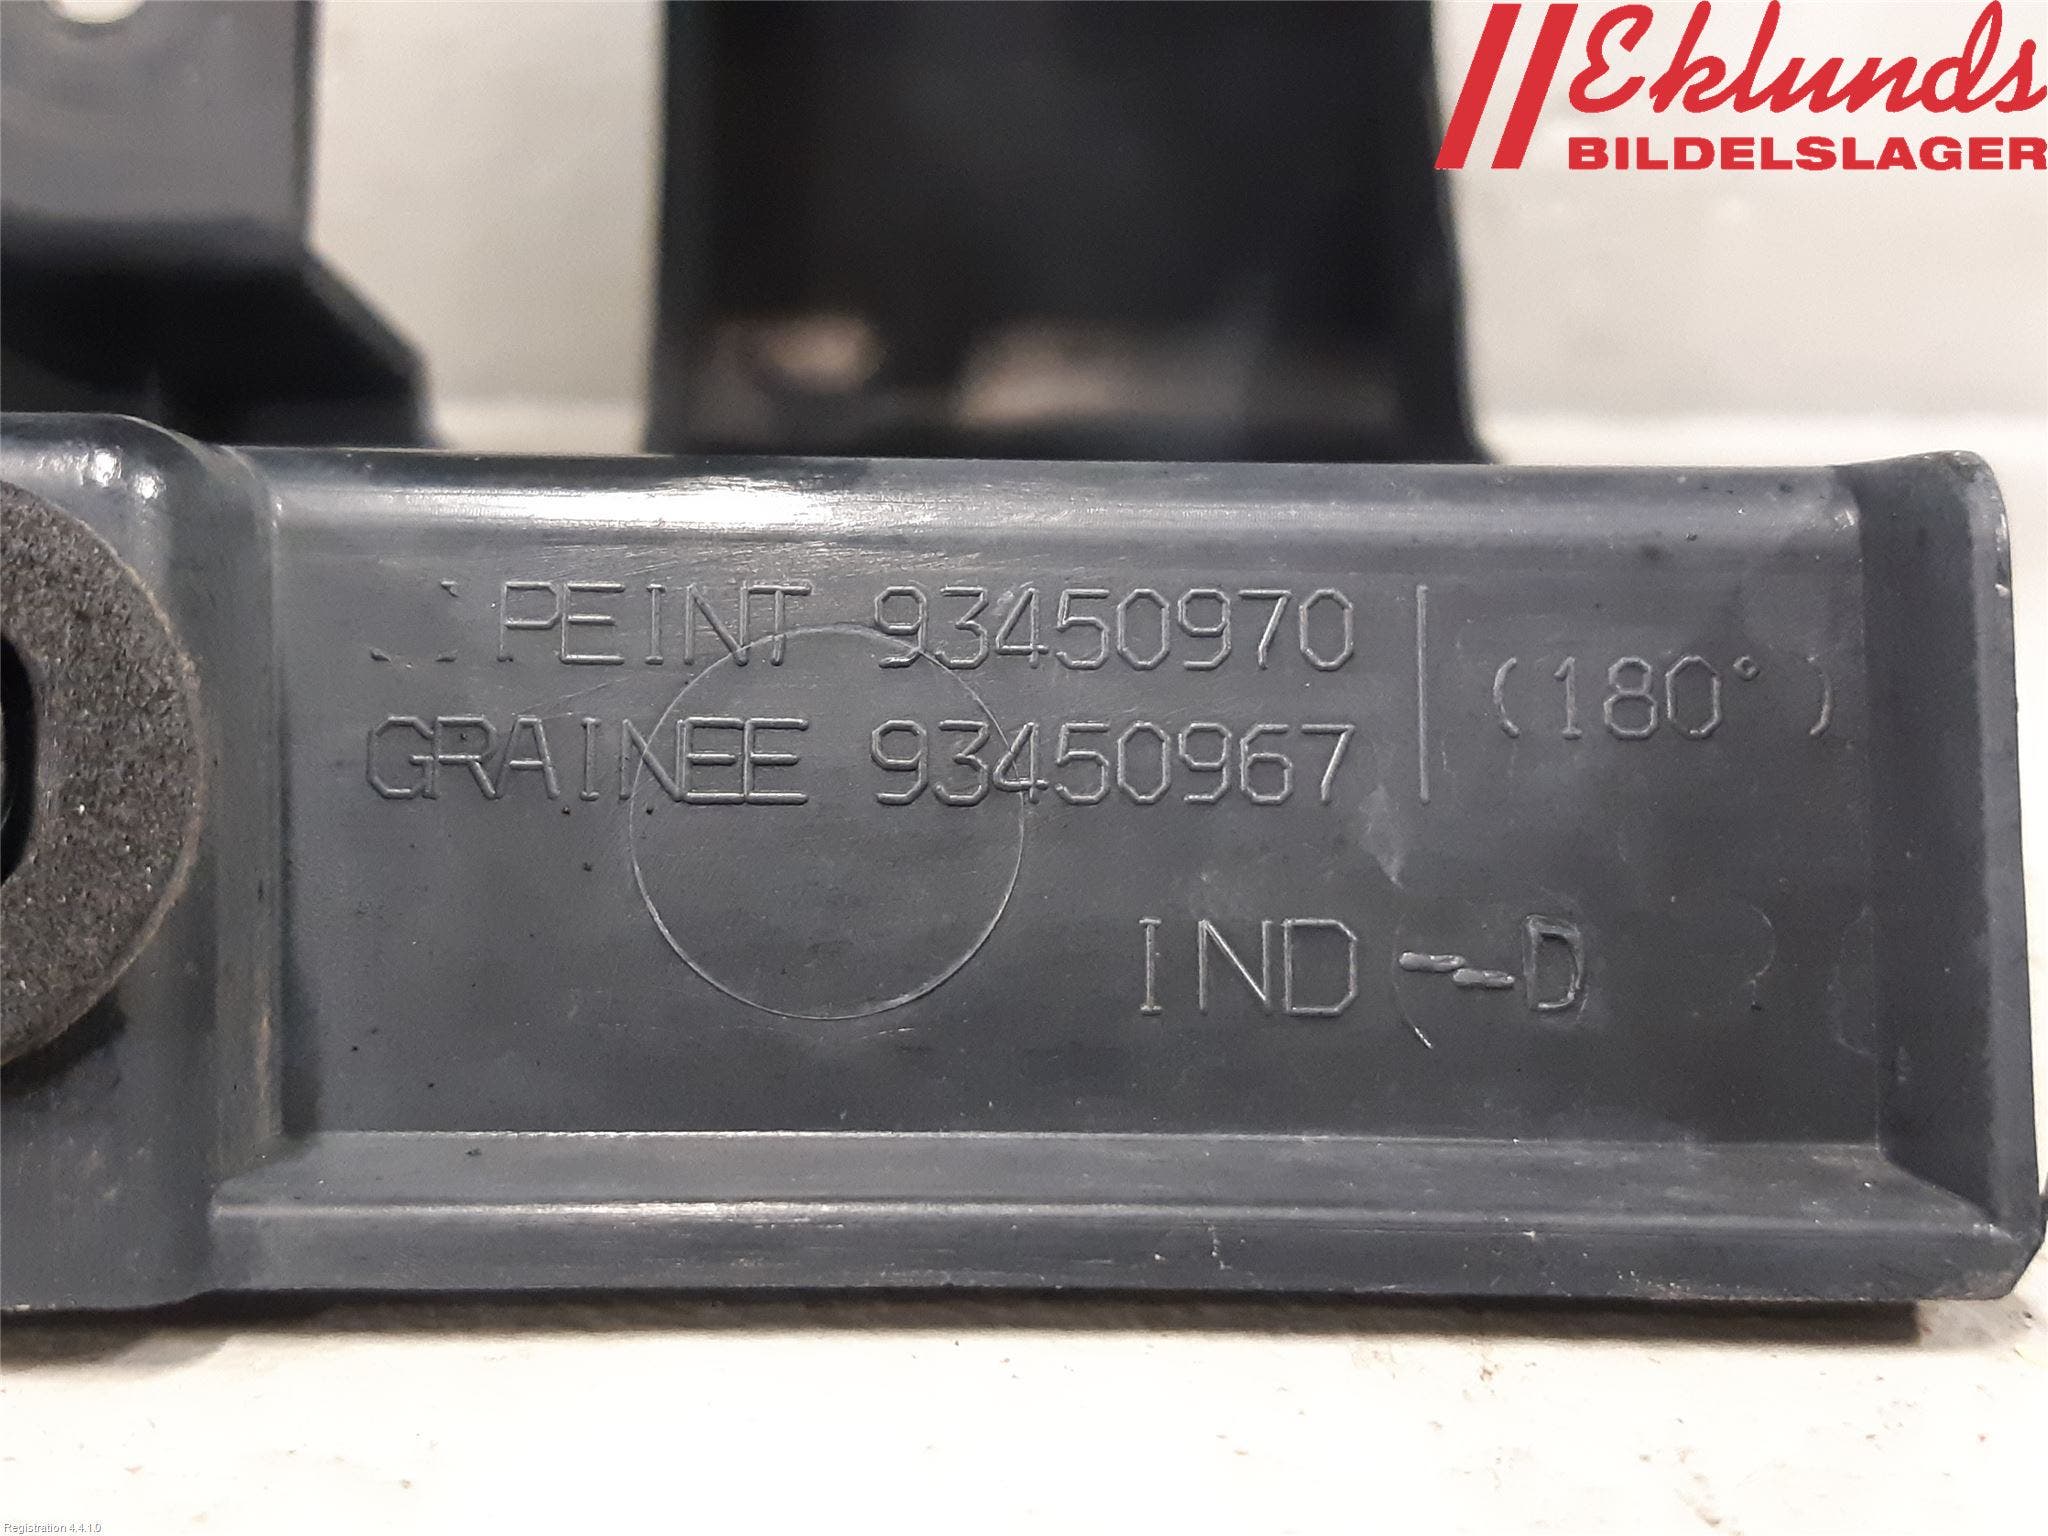 Eklunds
BILDELSLAGER
PEINT 93450970
GRAINEE 93450967
(180°)
IND --D
Registration 4.4.1.0